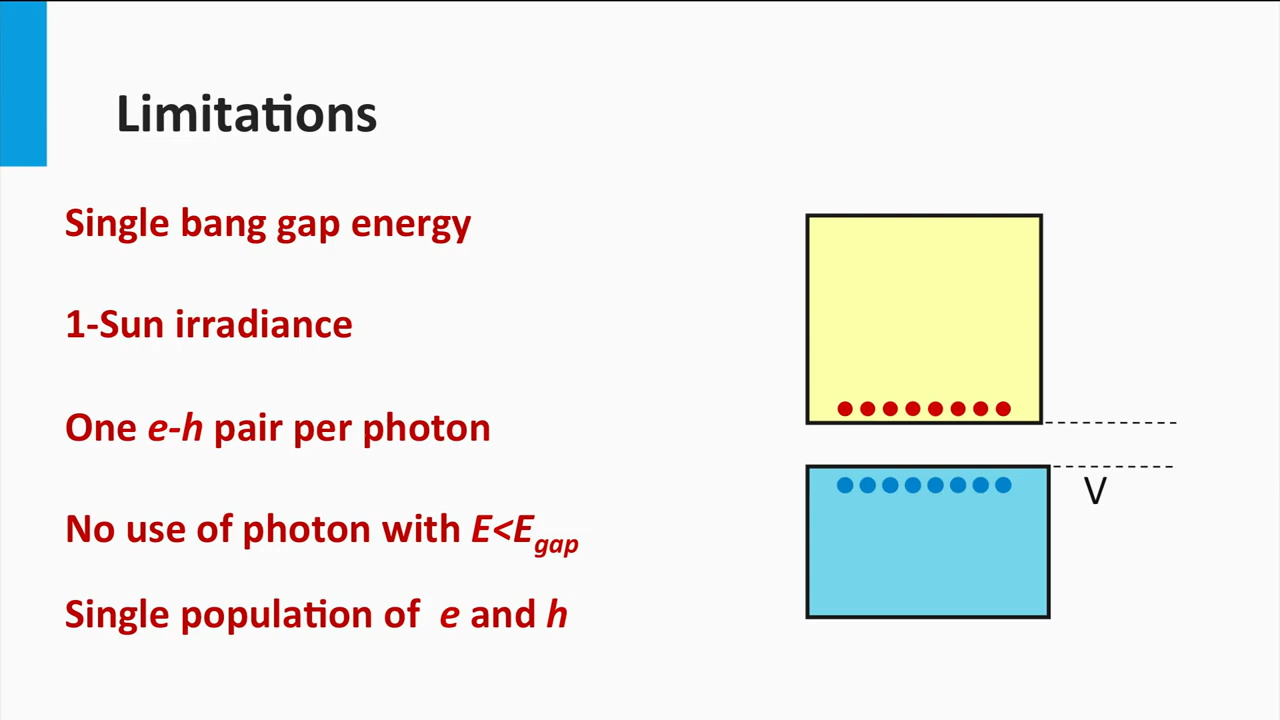 Limitations
Single bang gap energy
1-Sun irradiance
One e-h pair per photon
No use of photon with E<Egap
Single population of e and h
V